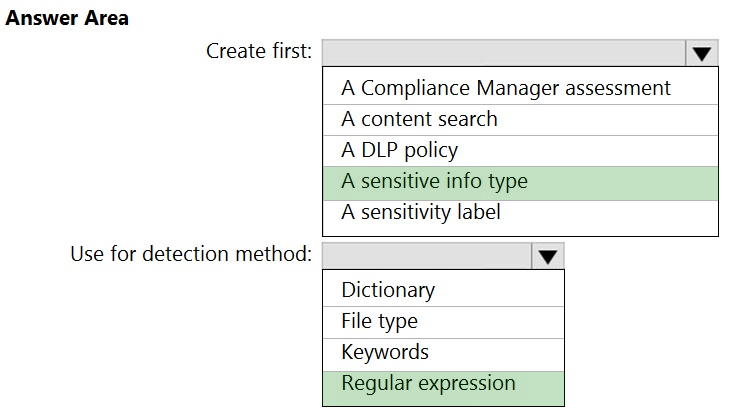 Answer Area
Create first:
A Compliance Manager assessment
A content search
A DLP policy
A sensitive info type
A sensitivity label
Use for detection method:
Dictionary
File type
Keywords
Regular expression